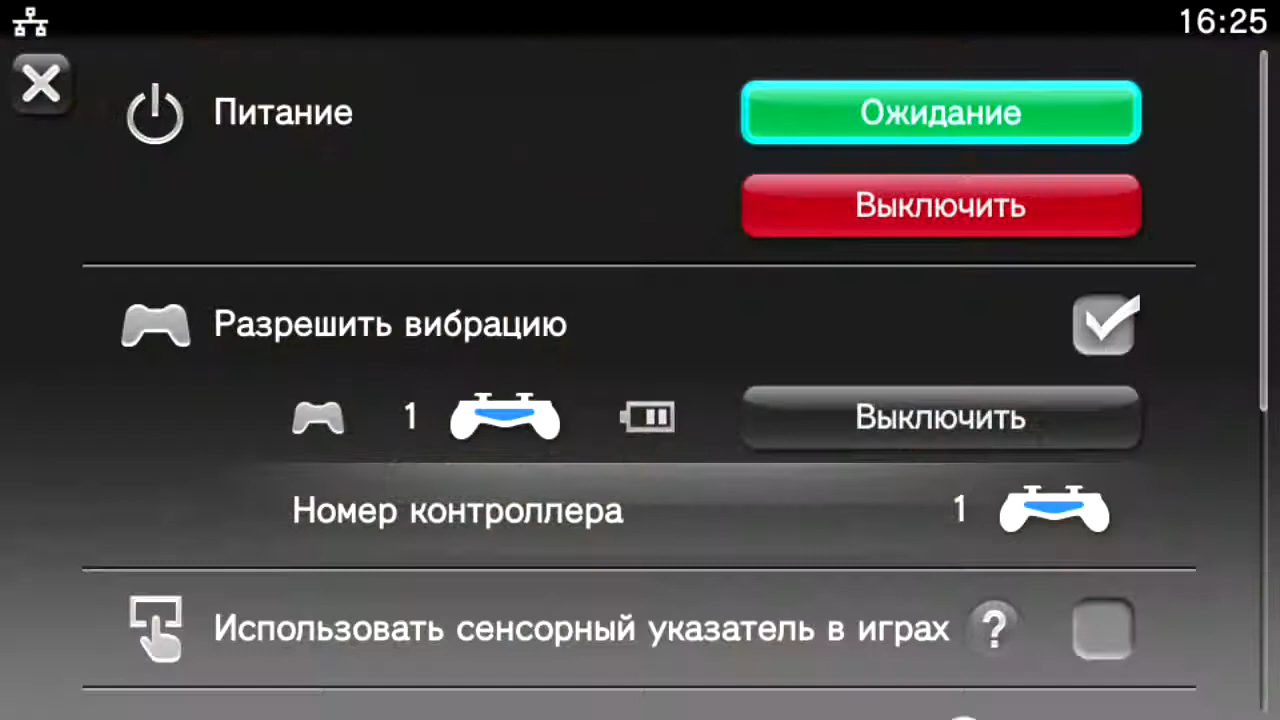 16:25
Питание
Ожидание
Выключить
Разрешить вибрацию
1
Выключить
Номер контроллера 1
Использовать сенсорный указатель в играх ?